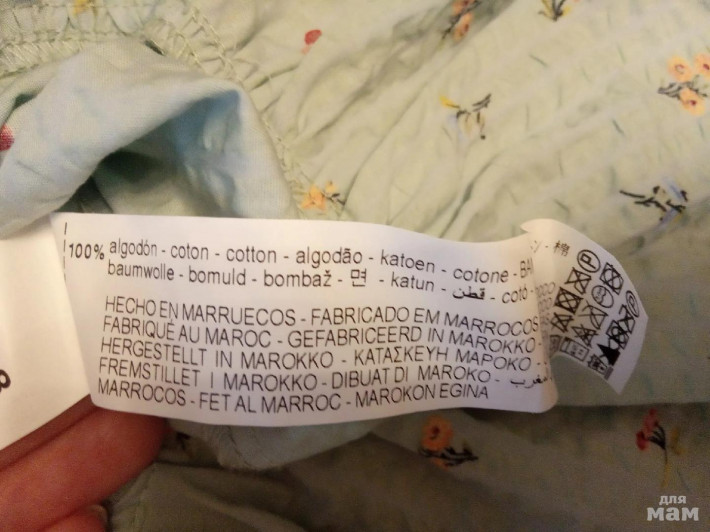 100% algodón - coton - cotton - algodão - katoen - cotone -
baumwolle - bomuld - bombaž - 면 - katun - قطن - cotó -
HECHO EN MARRUECOS - FABRICADO EM MARROCOS
FABRIQUÉ AU MAROC - GEFABRICEERD IN MAROKKO -
HERGESTELLT IN MAROKKO - ΚΑΤΑΣΚΕΥΗ ΜΑΡΟΚΟ -
FREMSTILLET I MAROKKO - DIBUAT DI MAROKO -
MARROCOS - FET AL MARROC - MAROKON EGINA
для
мам